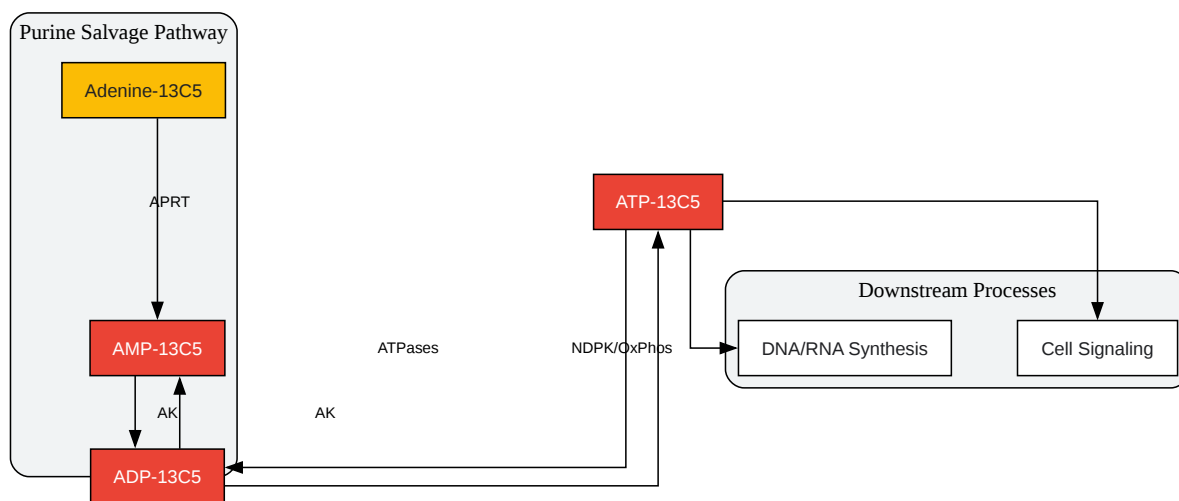 Purine Salvage Pathway
Adenine-13C5
APRT
ATP-13C5
Downstream Processes
AMP-13C5
ATPases
NDPK/OxPhos
DNA/RNA Synthesis
Cell Signaling
AK
AK
ADP-13C5